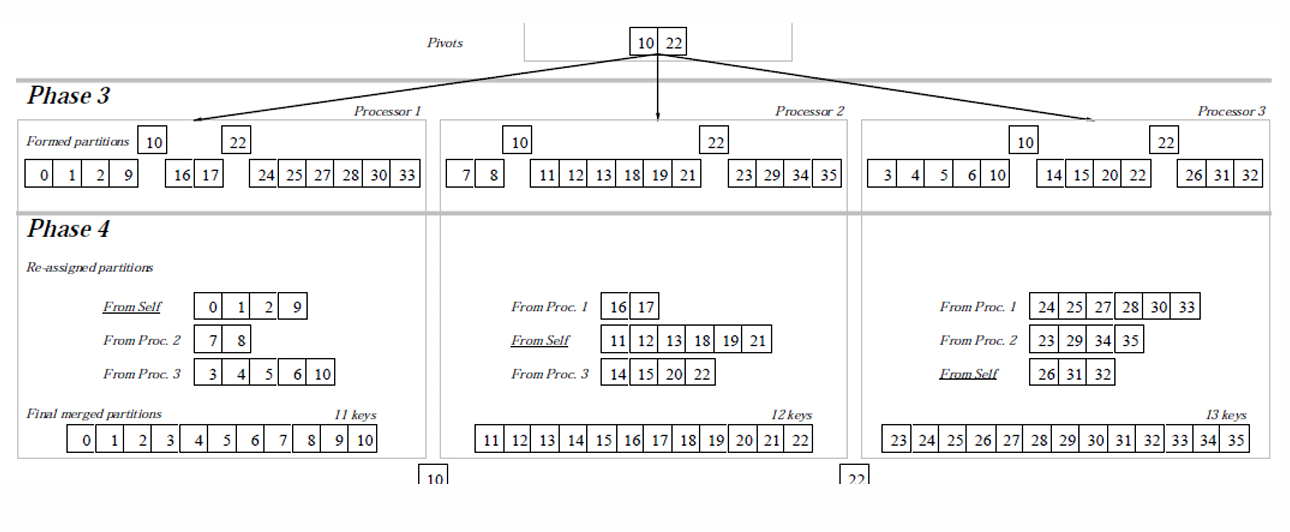 Pivots 10 22
Phase 3
Processor 1 Processor 2 Processor 3
Formed partitions 10 22 10 22 10 22
0 1 2 9 16 17 24 25 27 28 30 33 7 8 11 12 13 18 19 21 23 29 34 35 3 4 5 6 10 14 15 20 22 26 31 32
Phase 4
Re-assigned partitions
From Self 0 1 2 9 From Proc. 1 16 17 From Proc. 1 24 25 27 28 30 33
From Proc. 2 7 8 From Self 11 12 13 18 19 21 From Proc. 2 23 29 34 35
From Proc. 3 3 4 5 6 10 From Proc. 3 14 15 20 22 From Self 26 31 32
Final merged partitions 11 keys 12 keys 13 keys
0 1 2 3 4 5 6 7 8 9 10 11 12 13 14 15 16 17 18 19 20 21 22 23 24 25 26 27 28 29 30 31 32 33 34 35
10 22